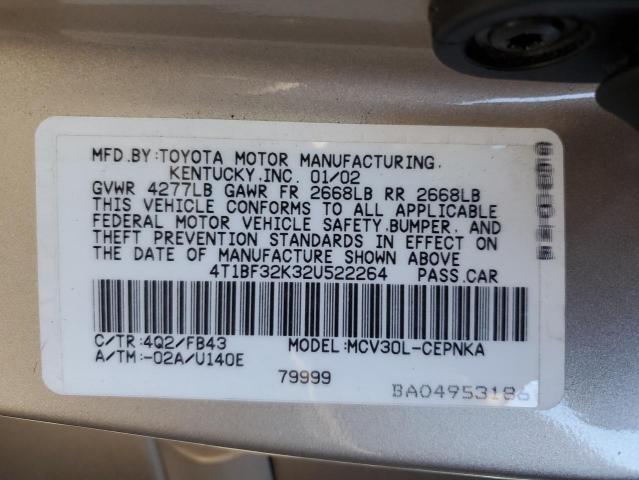 MFD.BY:TOYOTA MOTOR MANUFACTURING,
KENTUCKY,INC. 01/02
GVWR 4277LB GAWR FR 2668LB RR 2668LB
THIS VEHICLE CONFORMS TO ALL APPLICABLE
FEDERAL MOTOR VEHICLE SAFETY,BUMPER, AND
THEFT PREVENTION STANDARDS IN EFFECT ON
THE DATE OF MANUFACTURE SHOWN ABOVE
4T1BF32K32U522264 PASS.CAR
C/TR:4Q2/FB43 MODEL:MCV30L-CEPNKA
A/TM:-02A/U140E
79999
BA04953186